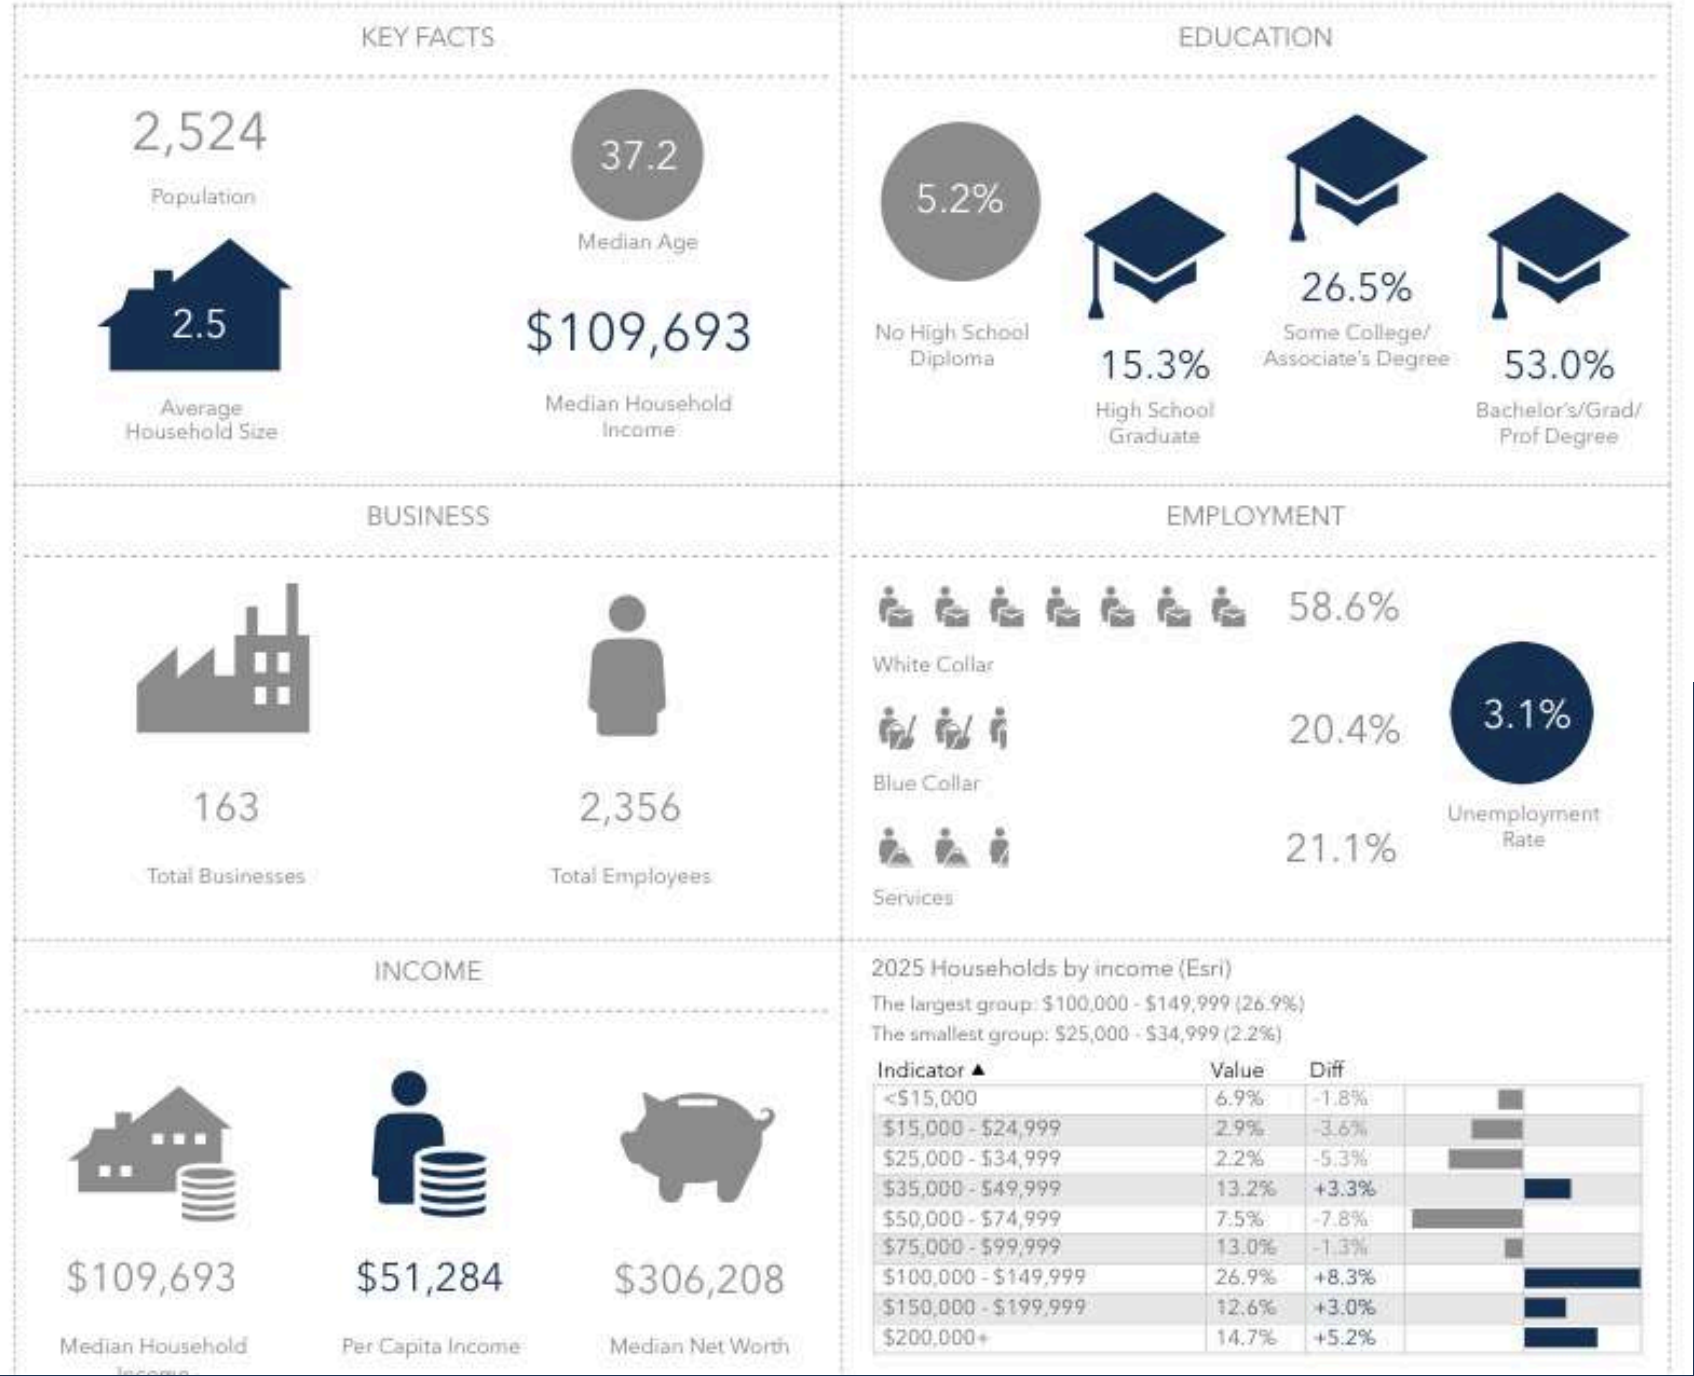 KEY FACTS
2,524
Population
37.2
Median Age
2.5
Average
Household Size
$109,693
Median Household
Income
EDUCATION
5.2%
No High School
Diploma
15.3%
High School
Graduate
26.5%
Some College/
Associate's Degree
53.0%
Bachelor's/Grad/
Prof Degree
BUSINESS
163
Total Businesses
2,356
Total Employees
EMPLOYMENT
58.6%
White Collar
20.4%
Blue Collar
21.1%
Services
3.1%
Unemployment
Rate
INCOME
$109,693
Median Household
Income
$51,284
Per Capita Income
$306,208
Median Net Worth
2025 Households by income (Esri)
The largest group: $100,000 - $149,999 (26.9%)
The smallest group: $25,000 - $34,999 (2.2%)
Indicator ▲ Value Diff
<$15,000 6.9% -1.8%
$15,000 - $24,999 2.9% -3.6%
$25,000 - $34,999 2.2% -5.3%
$35,000 - $49,999 13.2% +3.3%
$50,000 - $74,999 7.5% -7.8%
$75,000 - $99,999 13.0% -1.3%
$100,000 - $149,999 26.9% +8.3%
$150,000 - $199,999 12.6% +3.0%
$200,000+ 14.7% +5.2%